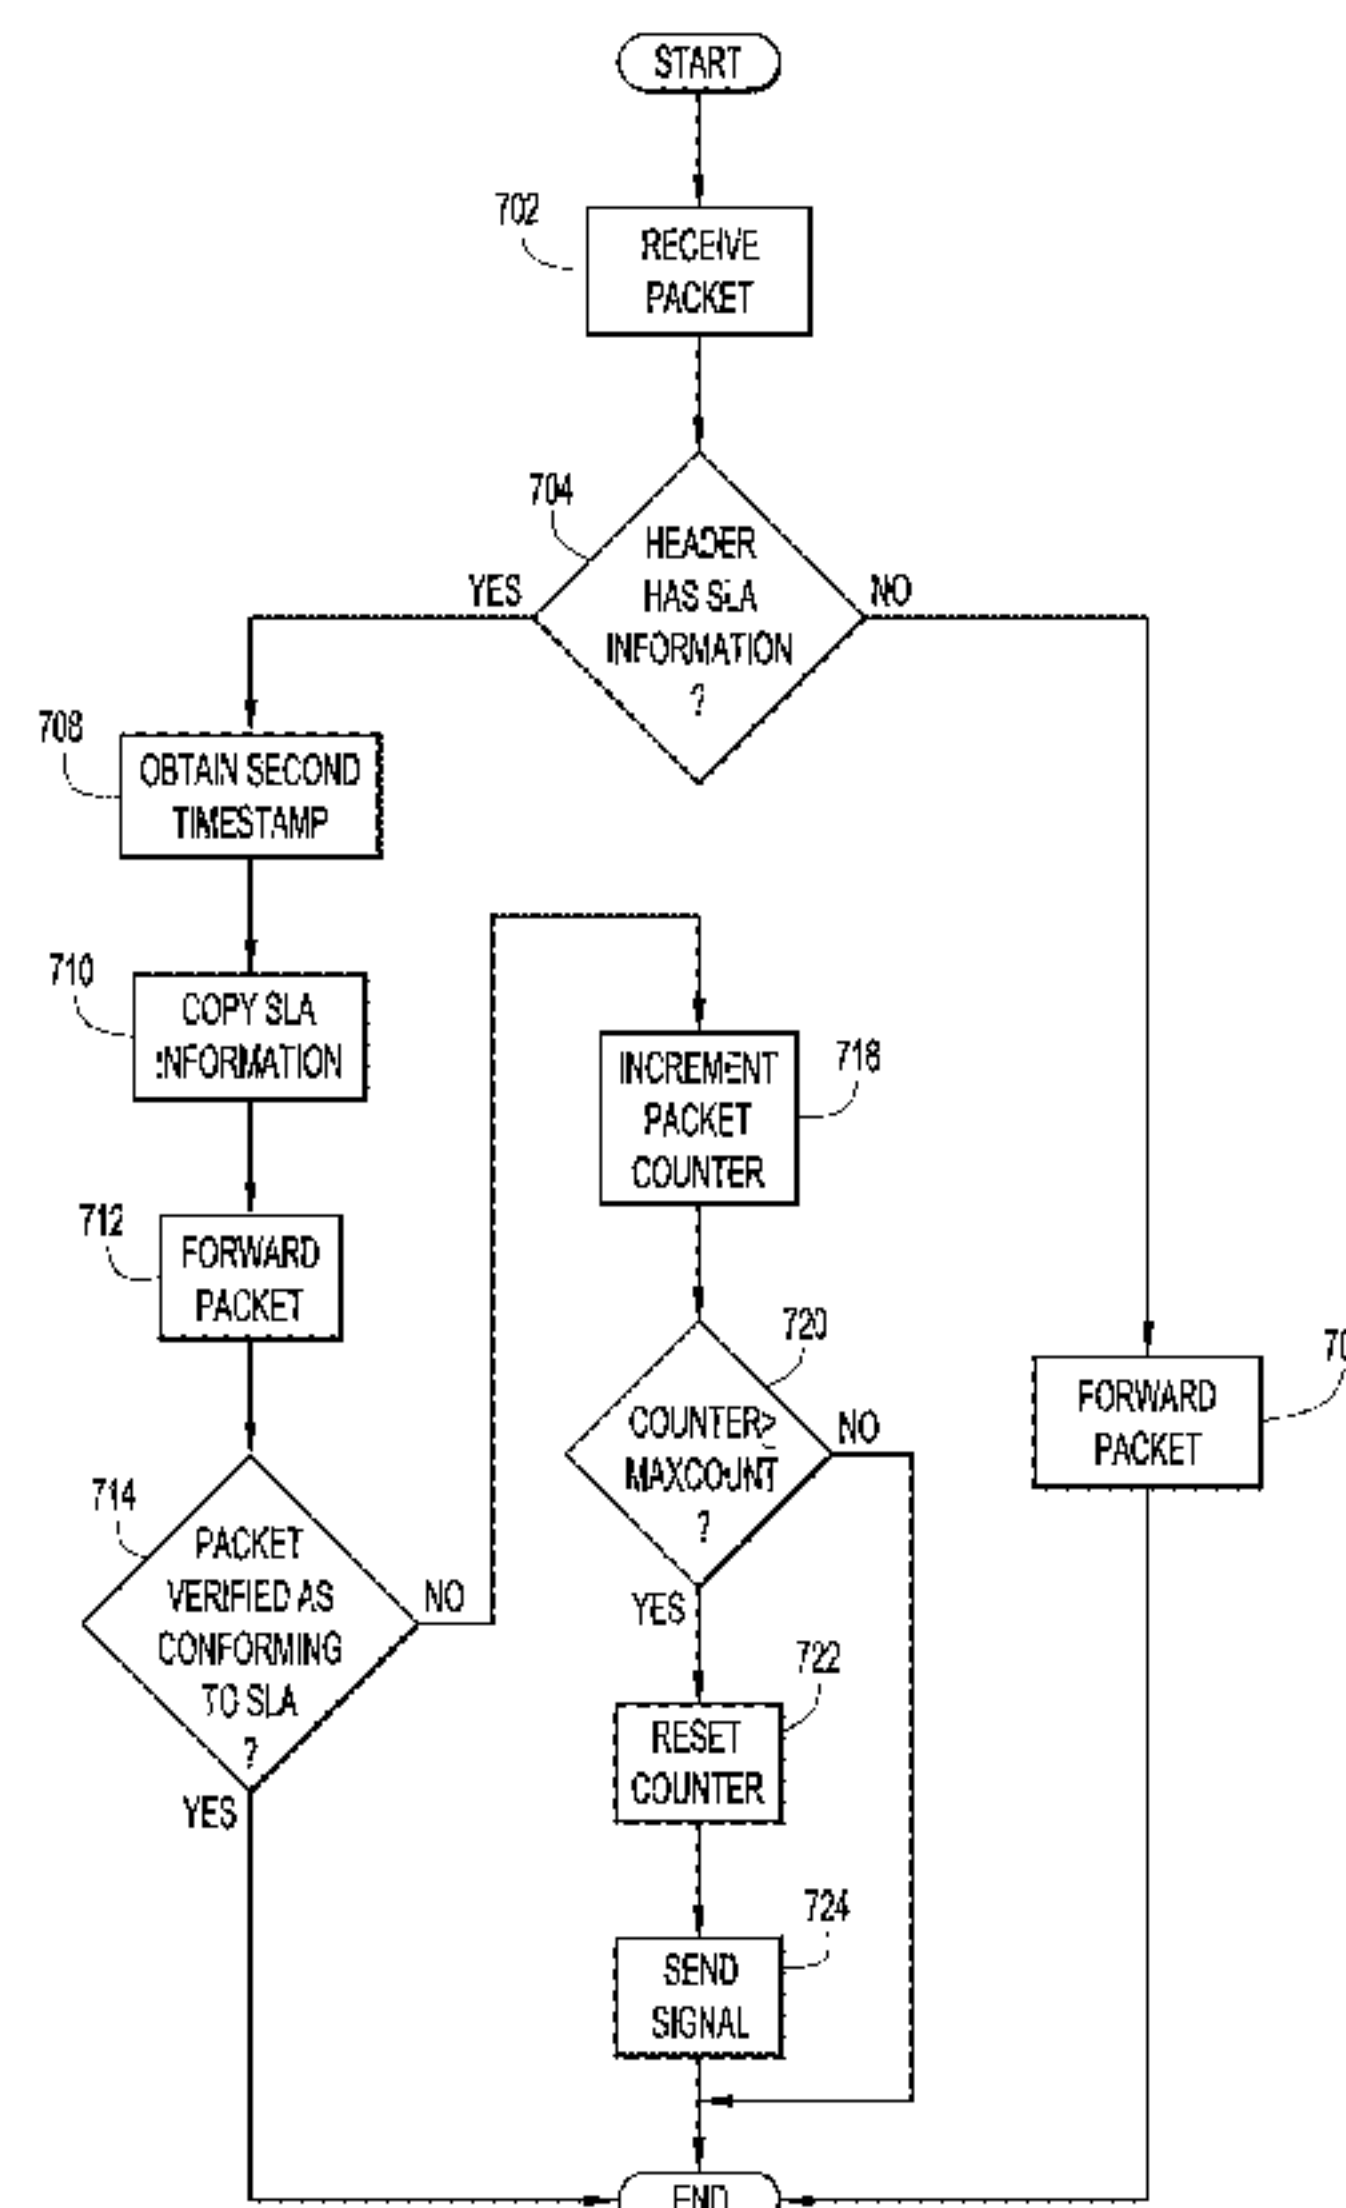 START
702
RECEIVE
PACKET
704
HEADER
HAS SLA
INFORMATION
?
YES
NO
708
OBTAIN SECOND
TIMESTAMP
710
COPY SLA
INFORMATION
712
FORWARD
PACKET
714
PACKET
VERIFIED AS
CONFORMING
TO SLA
?
NO
YES
INCREMENT
PACKET
COUNTER
718
720
COUNTER≥
MAXCOUNT
?
NO
YES
722
RESET
COUNTER
724
SEND
SIGNAL
FORWARD
PACKET
END